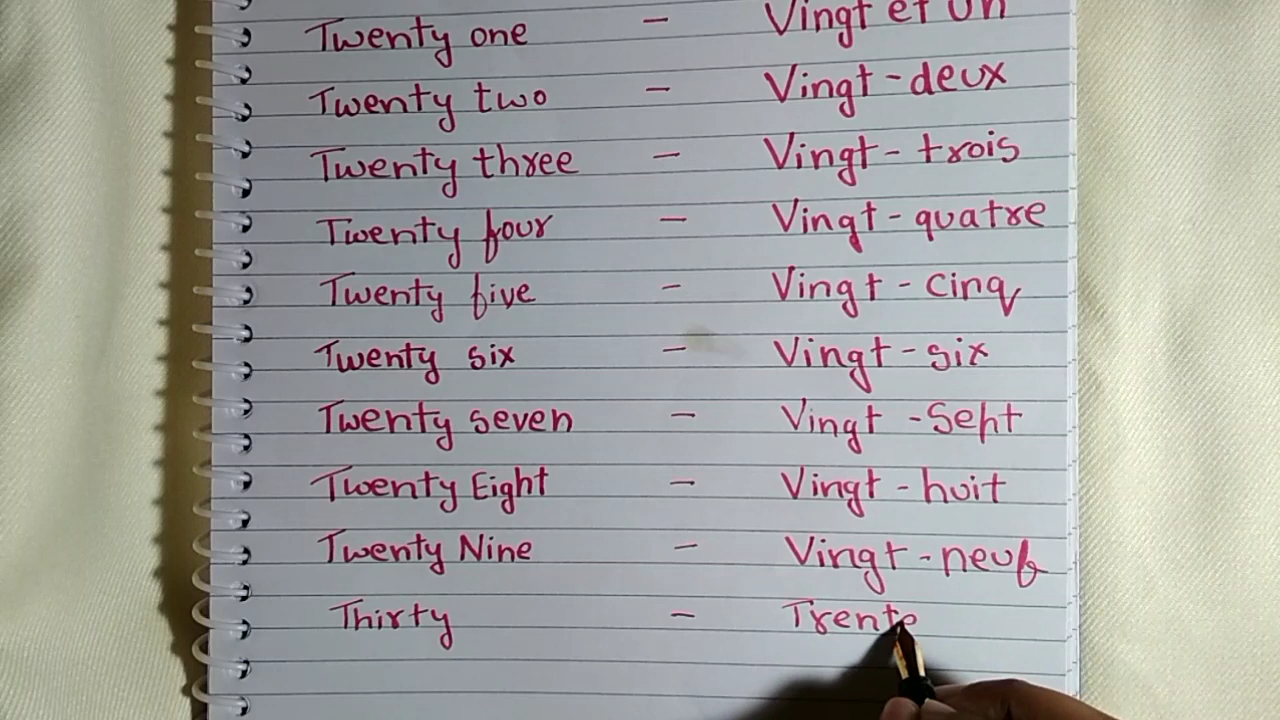 Twenty one - Vingt et un
Twenty two - Vingt-deux
Twenty three - Vingt-trois
Twenty four - Vingt-quatre
Twenty five - Vingt-cinq
Twenty six - Vingt-six
Twenty seven - Vingt-Sept
Twenty Eight - Vingt-huit
Twenty Nine - Vingt-neuf
Thirty - Trente